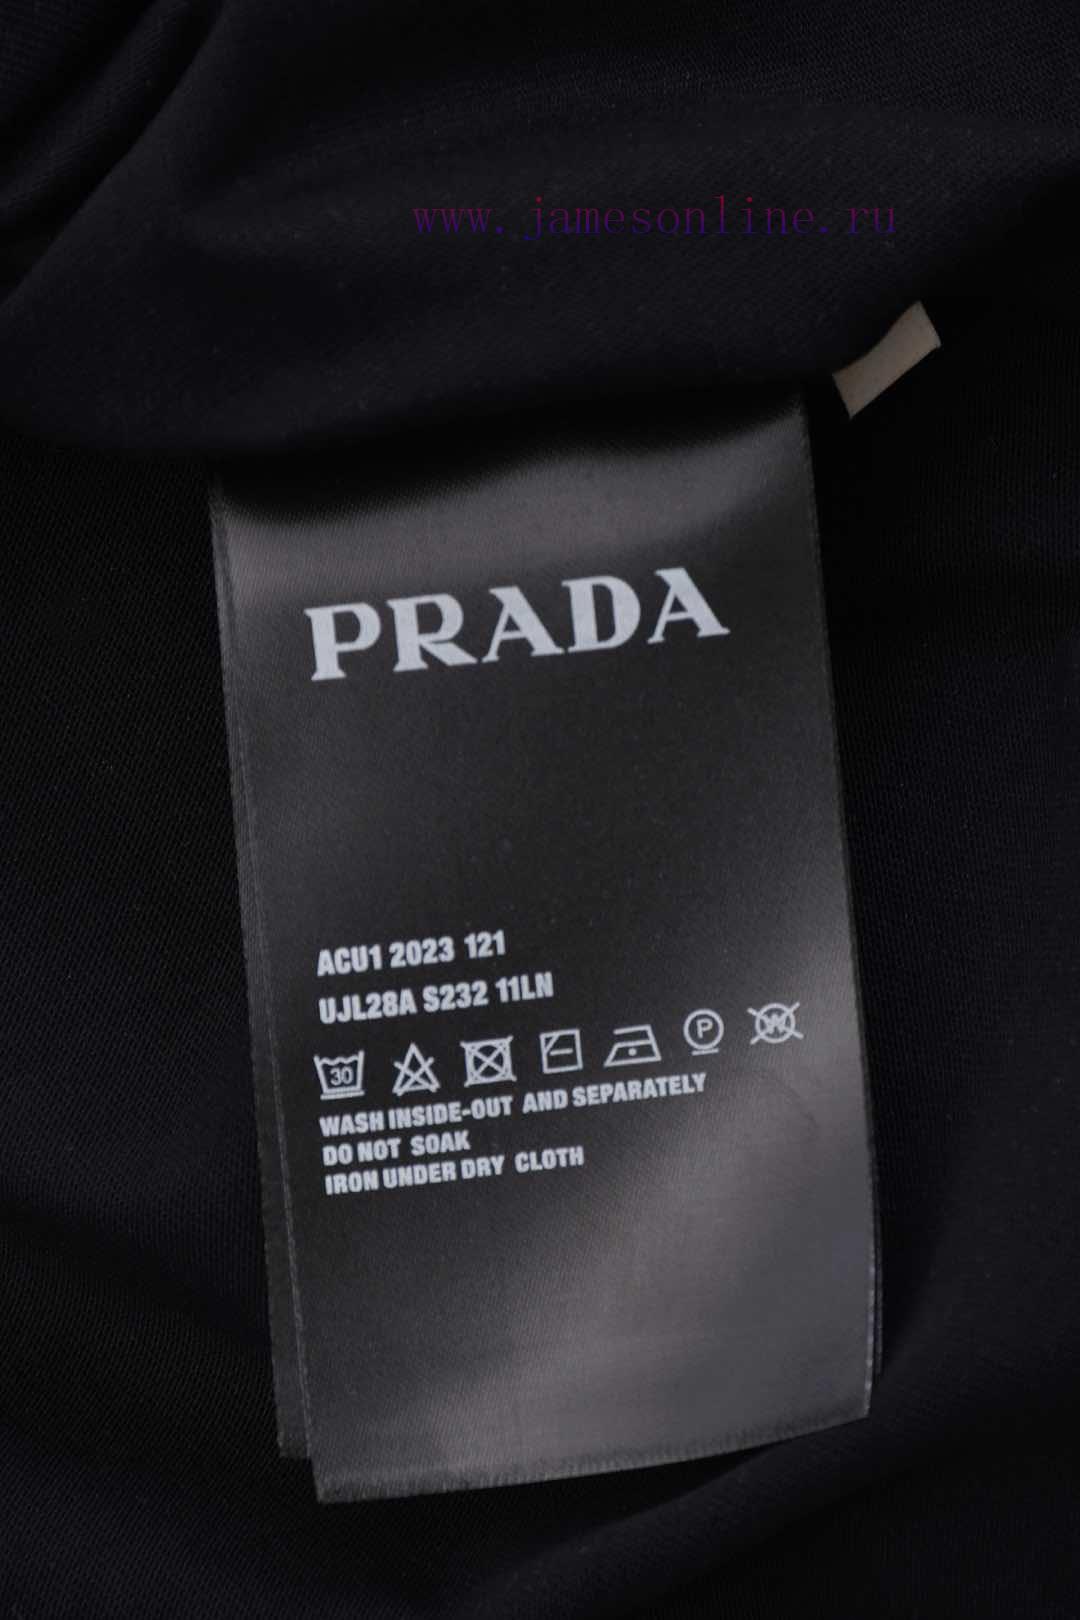 www.jamesonline.ru
PRADA
ACU1 2023 121
UJL28A S232 11LN
30 P W
WASH INSIDE-OUT AND SEPARATELY
DO NOT SOAK
IRON UNDER DRY CLOTH